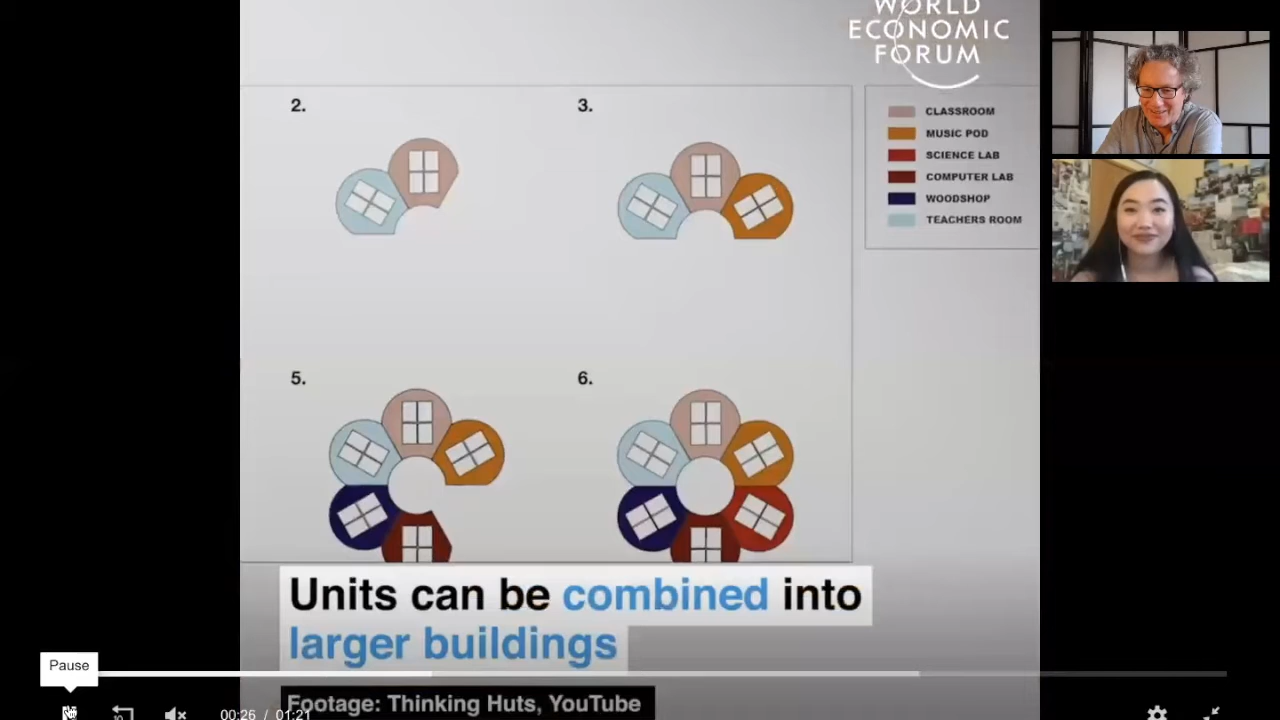 WORLD
ECONOMIC
FORUM
2.
3.
CLASSROOM
MUSIC POD
SCIENCE LAB
COMPUTER LAB
WOODSHOP
TEACHERS ROOM
5.
6.
Units can be combined into
larger buildings
Pause
Footage: Thinking Huts, YouTube
00:26 / 01:21